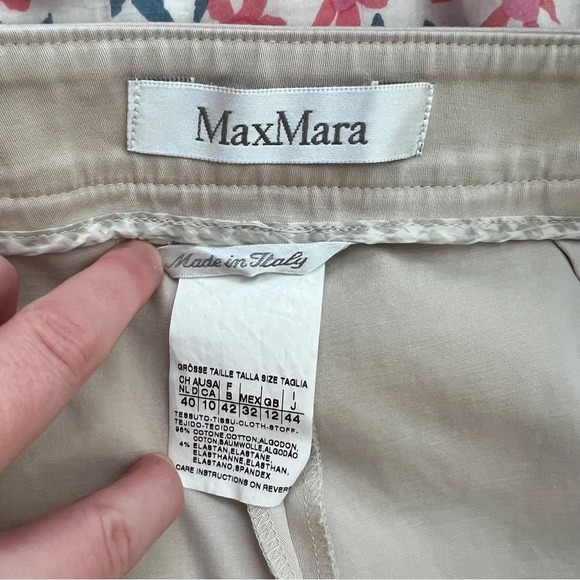 MaxMara
Made in Italy
GRÖSSE TAILLE TALLA SIZE TAGLIA
CH A USA F I
NL D CA B MEX GB J
40 10 42 32 12 44
TESSUTO-TISSU-CLOTH-STOFF,
TEJIDO-TECIDO
96% COTONE,COTTON,ALGODON,
COTON,BAUMWOLLE,ALGODÃO
4% ELASTAN,ELASTANE,
ELASTHANNE,ELASTHAN,
ELASTANO,SPANDEX
CARE INSTRUCTIONS ON REVER